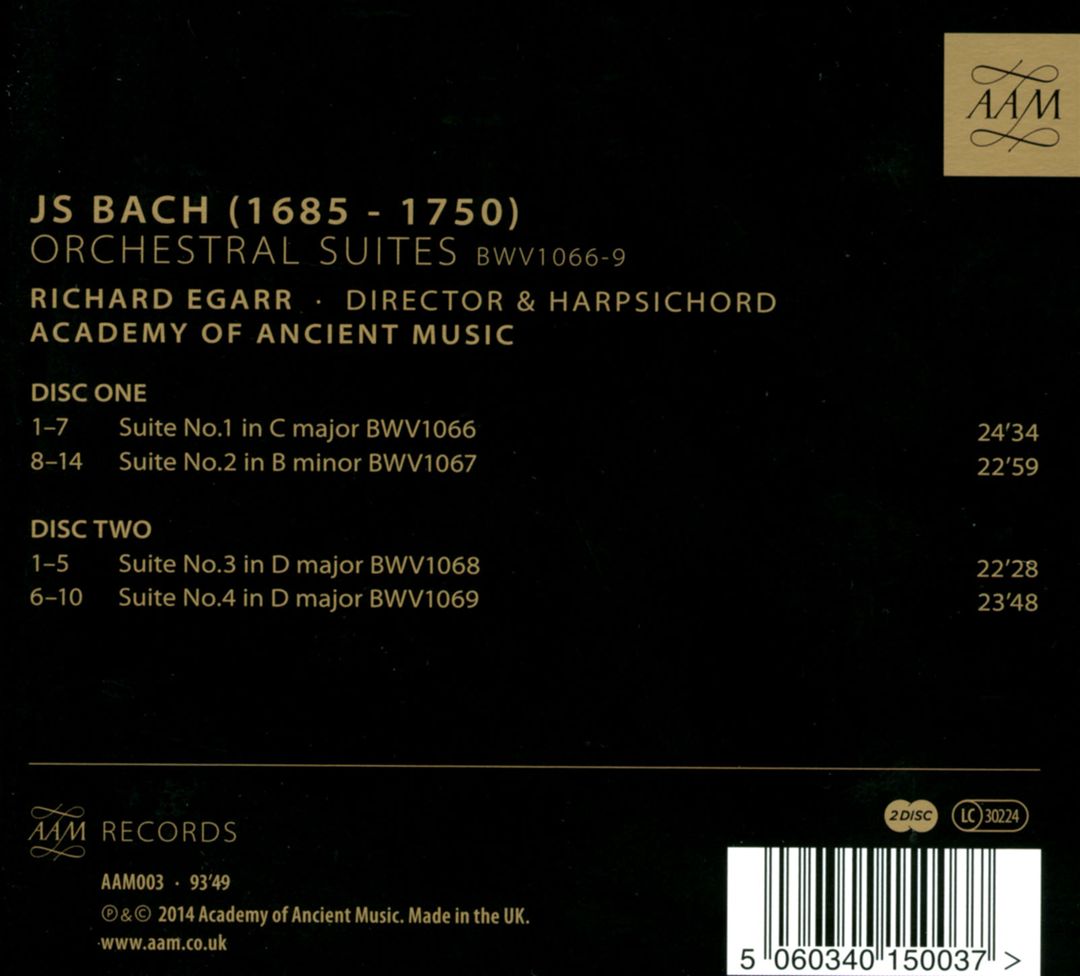 AAM
JS BACH (1685 - 1750)
ORCHESTRAL SUITES BWV1066-9
RICHARD EGARR · DIRECTOR & HARPSICHORD
ACADEMY OF ANCIENT MUSIC
DISC ONE
1–7 Suite No.1 in C major BWV1066 24'34
8–14 Suite No.2 in B minor BWV1067 22'59
DISC TWO
1–5 Suite No.3 in D major BWV1068 22'28
6–10 Suite No.4 in D major BWV1069 23'48
2 DISC LC 30224
AAM RECORDS
AAM003 · 93'49
℗ & © 2014 Academy of Ancient Music. Made in the UK.
www.aam.co.uk
5 060340 150037 >